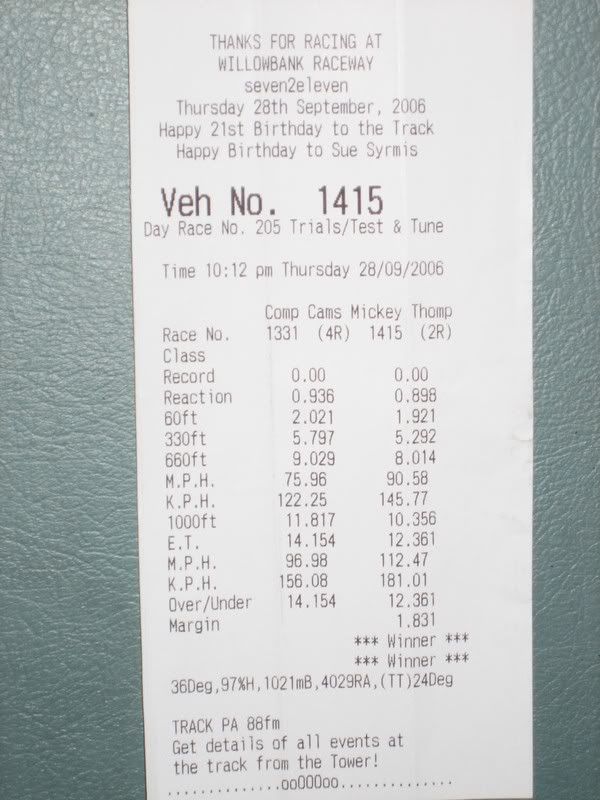 THANKS FOR RACING AT
WILLOWBANK RACEWAY
seven2eleven
Thursday 28th September, 2006
Happy 21st Birthday to the Track
Happy Birthday to Sue Syrmis
Veh No. 1415
Day Race No. 205 Trials/Test & Tune
Time 10:12 pm Thursday 28/09/2006
Comp Cams Mickey Thomp
Race No. 1331 (4R) 1415 (2R)
Class
Record 0.00 0.00
Reaction 0.936 0.898
60ft 2.021 1.921
330ft 5.797 5.292
660ft 9.029 8.014
M.P.H. 75.96 90.58
K.P.H. 122.25 145.77
1000ft 11.817 10.356
E.T. 14.154 12.361
M.P.H. 96.98 112.47
K.P.H. 156.08 181.01
Over/Under 14.154 12.361
Margin 1.831
*** Winner ***
*** Winner ***
36Deg,97%H,1021mB,4029RA,(TT)24Deg
TRACK PA 88fm
Get details of all events at
the track from the Tower!
..............oo000oo..............